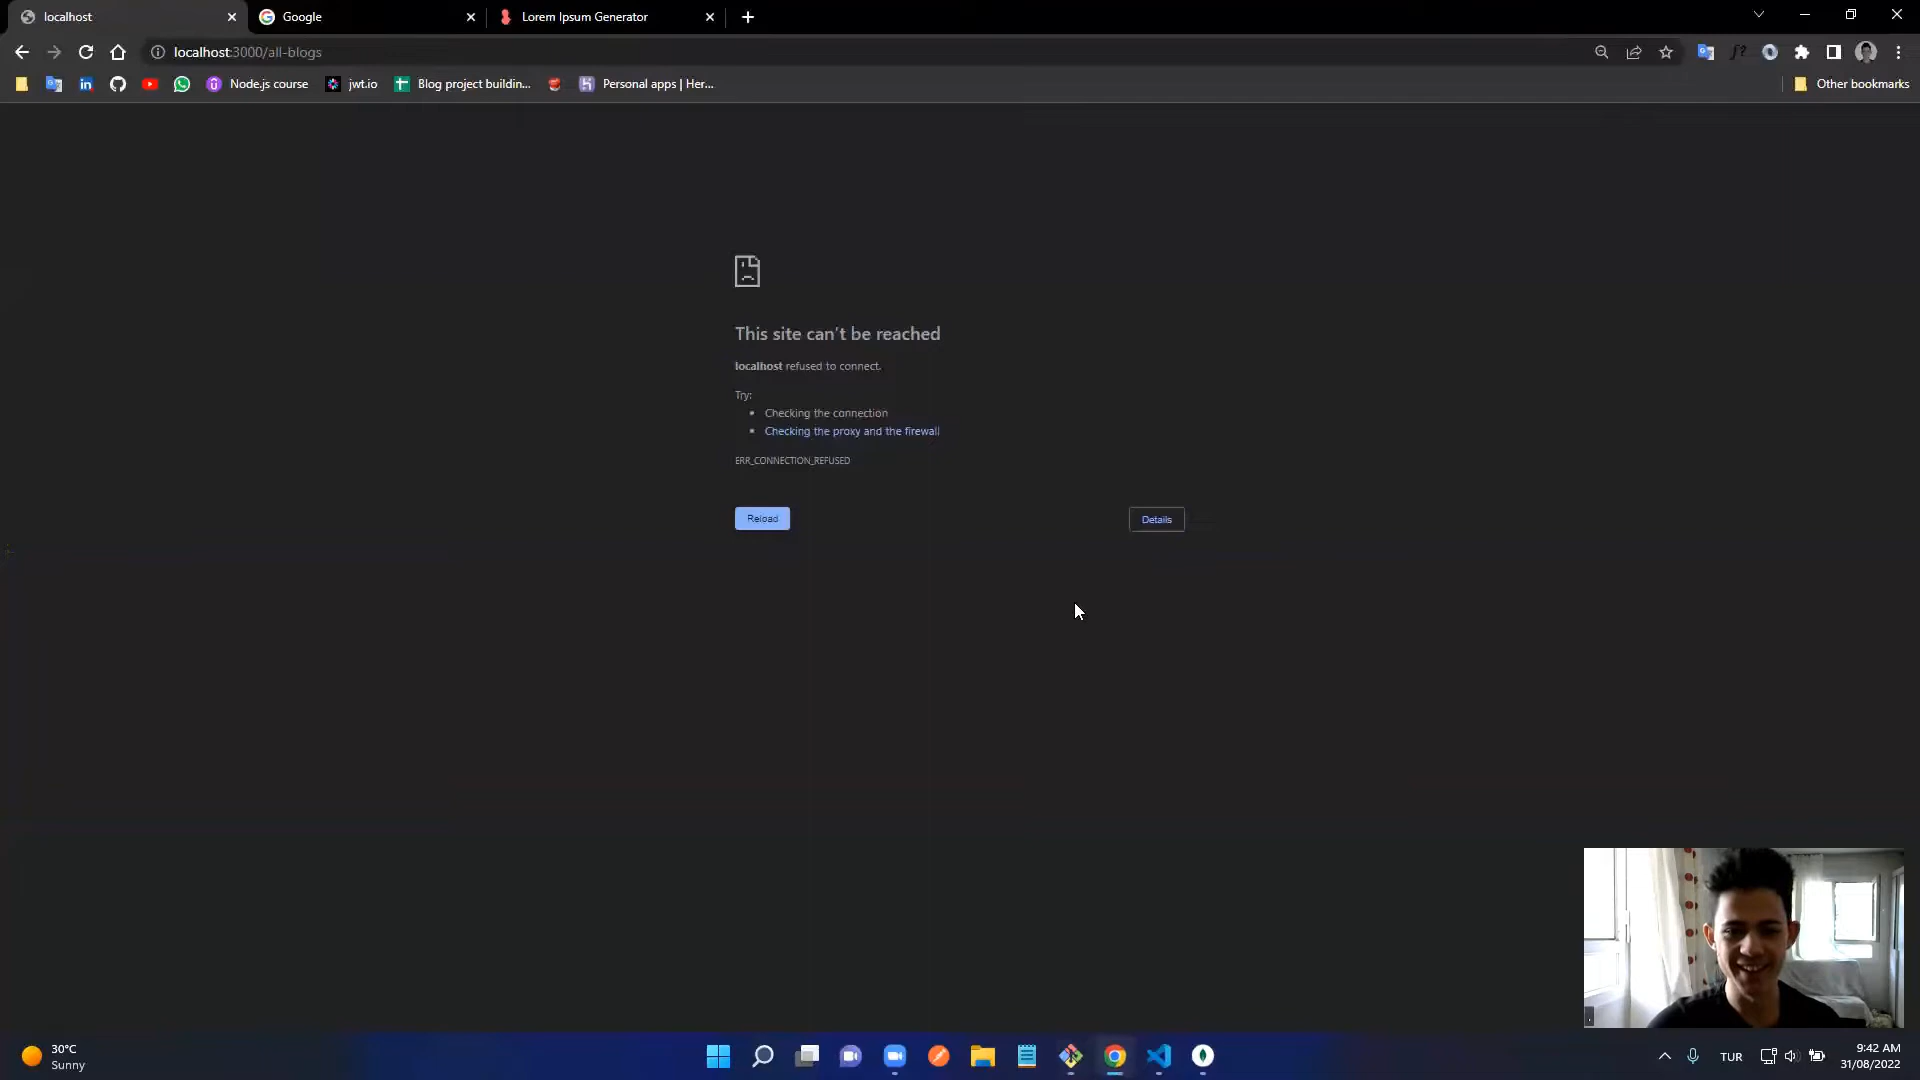 localhost
Google
Lorem Ipsum Generator
localhost:3000/all-blogs
Node.js course
jwt.io
Blog project buildin...
Personal apps | Her...
Other bookmarks
This site can't be reached
localhost refused to connect.
Try:
• Checking the connection
• Checking the proxy and the firewall
ERR_CONNECTION_REFUSED
Reload
Details
30°C
Sunny
TUR
9:42 AM
31/08/2022